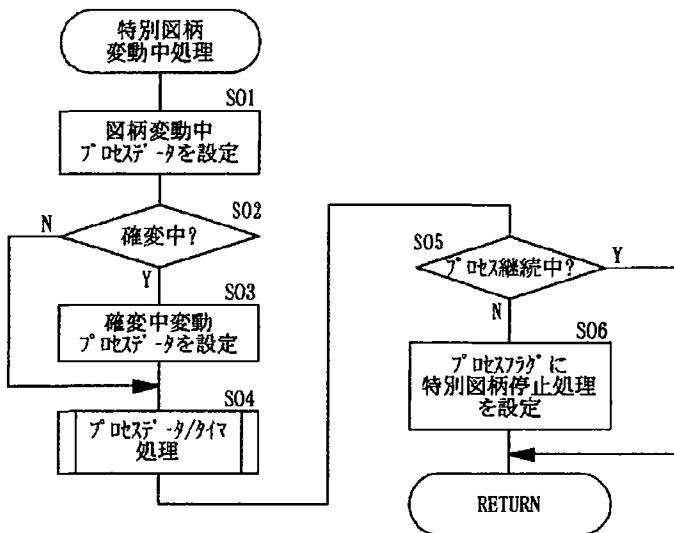 特別図柄
変動中処理
S01
図柄変動中
プロセスデータを設定
N
S02
確変中?
Y
S03
確変中変動
プロセスデータを設定
S04
プロセスデータ/タイマ
処理
S05
プロセス継続中?
Y
N
S06
プロセスフラグに
特別図柄停止処理
を設定
RETURN